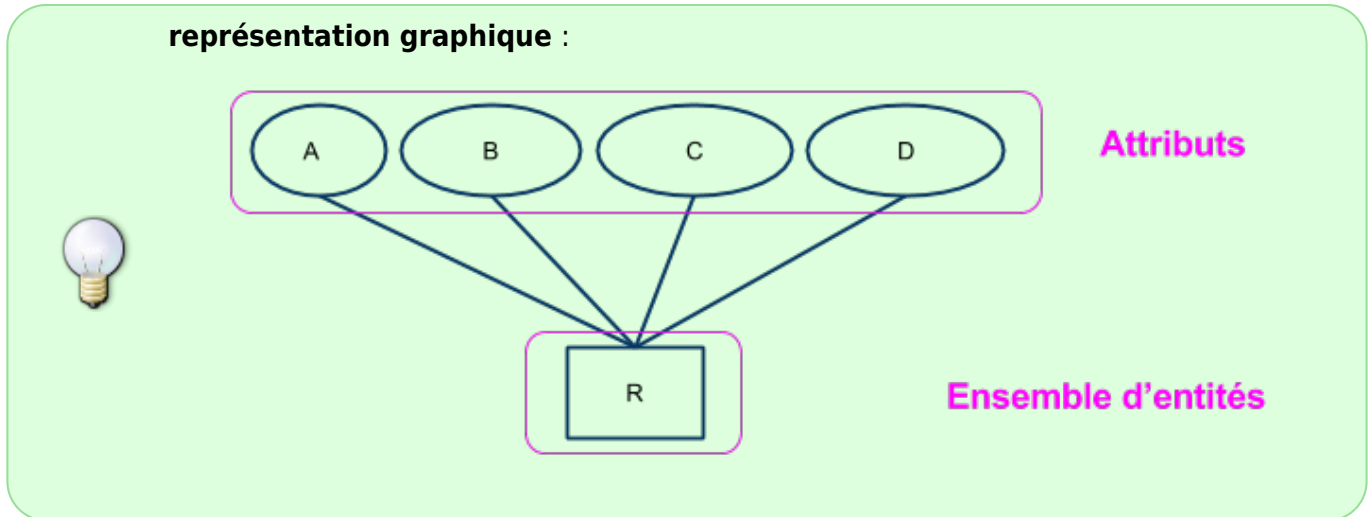 représentation graphique :
A B C D
Attributs
R
Ensemble d’entités